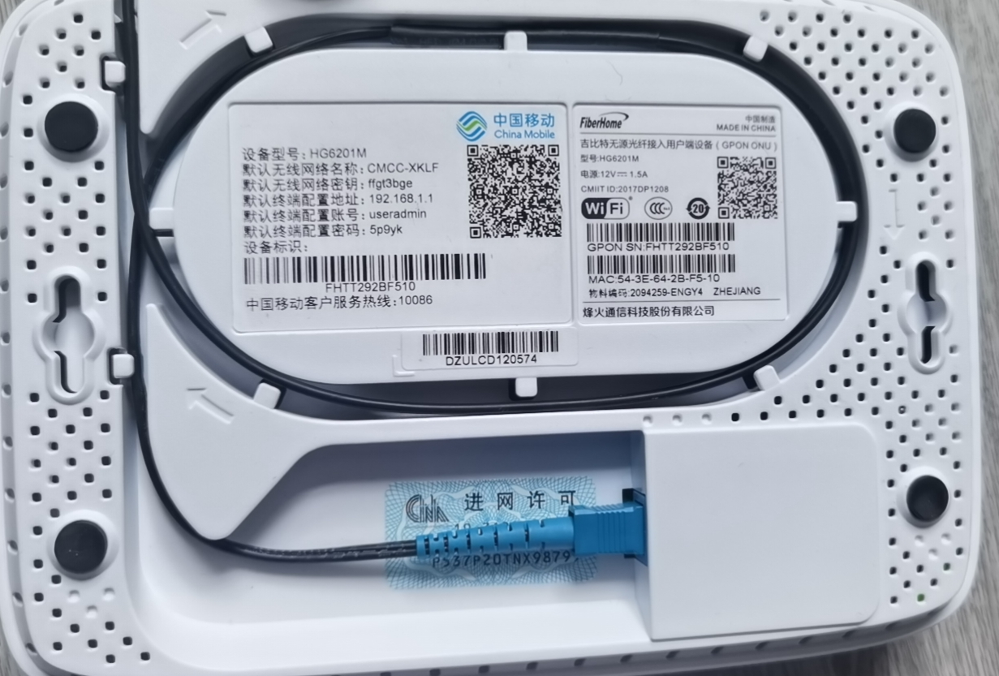 中国移动
China Mobile
设备型号: HG6201M
默认无线网络名称: CMCC-XKLF
默认无线网络密钥: ffgt3bge
默认终端配置地址: 192.168.1.1
默认终端配置账号: useradmin
默认终端配置密码: 5p9yk
设备标识:
FHTT292BF510
中国移动客户服务热线:10086
FiberHome
中国制造
MADE IN CHINA
吉比特无源光纤接入用户端设备 ( GPON ONU )
型号:HG6201M
电源:12V⎓1.5A
CMIIT ID:2017DP1208
WiFi
CCC
20
GPON SN:FHTT292BF510
MAC:54-3E-64-2B-F5-10
物料编码:2094259-ENGY4 ZHEJIANG
烽火通信科技股份有限公司
DZULCD120574
进网许可